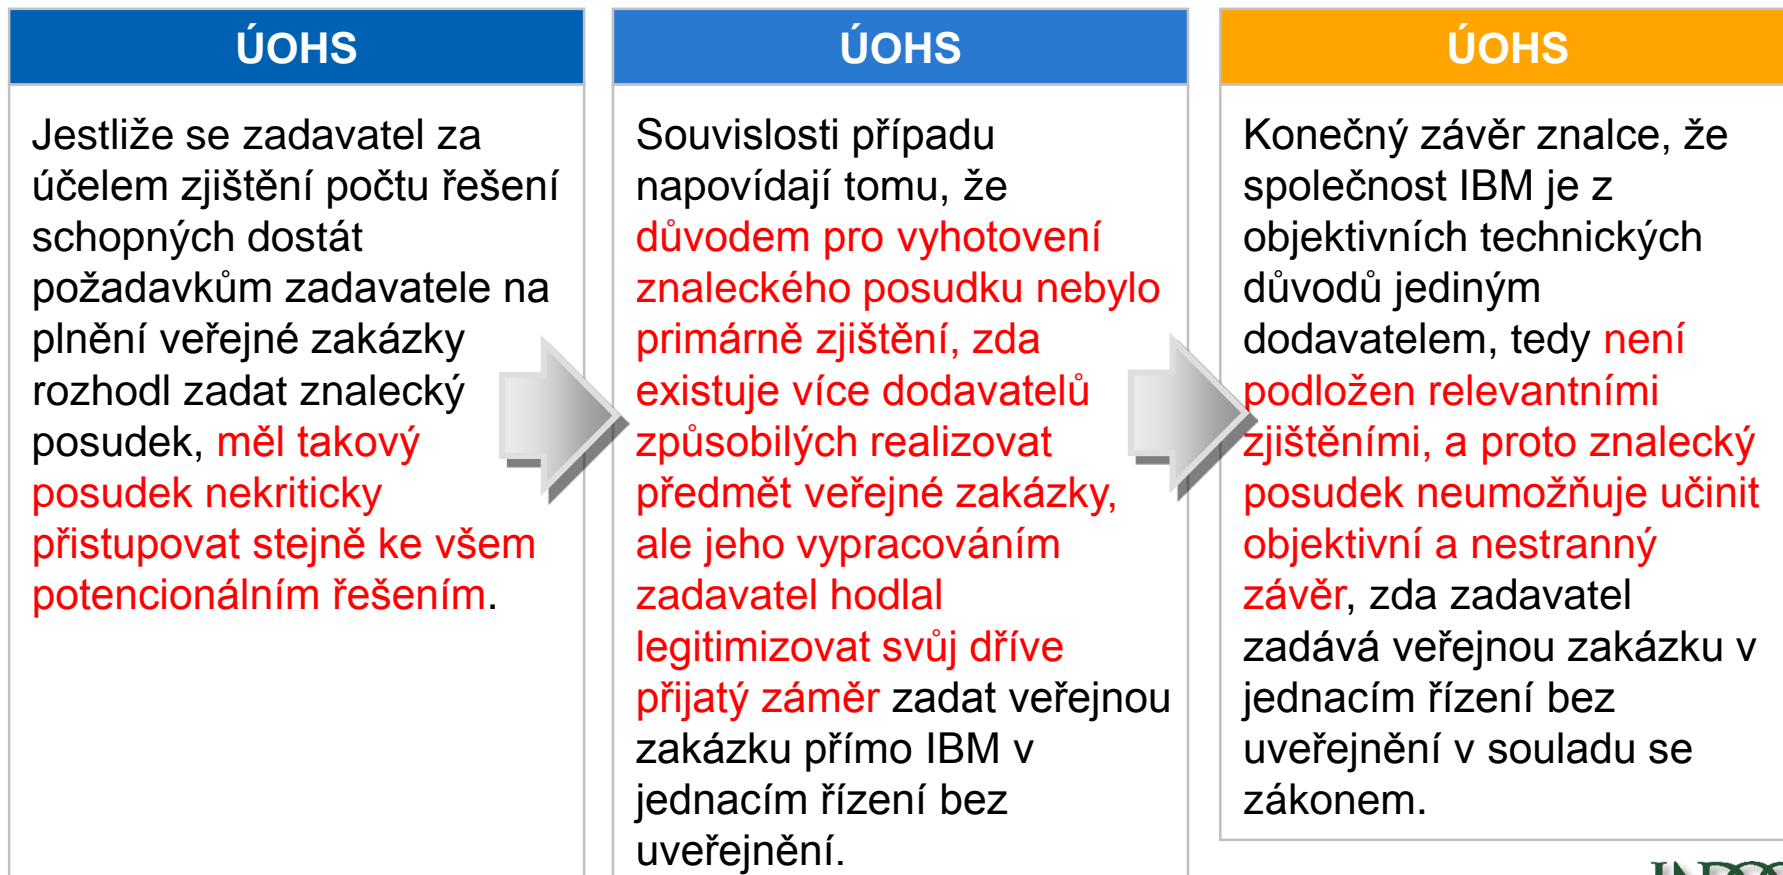 ÚOHS
Jestliže se zadavatel za
účelem zjištění počtu řešení
schopných dostát
požadavkům zadavatele na
plnění veřejné zakázky
rozhodl zadat znalecký
posudek, měl takový
posudek nekriticky
přistupovat stejně ke všem
potencionálním řešením.
ÚOHS
Souvislosti případu
napovídají tomu, že
důvodem pro vyhotovení
znaleckého posudku nebylo
primárně zjištění, zda
existuje více dodavatelů
způsobilých realizovat
předmět veřejné zakázky,
ale jeho vypracováním
zadavatel hodlal
legitimizovat svůj dříve
přijatý záměr zadat veřejnou
zakázku přímo IBM v
jednacím řízení bez
uveřejnění.
ÚOHS
Konečný závěr znalce, že
společnost IBM je z
objektivních technických
důvodů jediným
dodavatelem, tedy není
podložen relevantními
zjištěními, a proto znalecký
posudek neumožňuje učinit
objektivní a nestranný
závěr, zda zadavatel
zadává veřejnou zakázku v
jednacím řízení bez
uveřejnění v souladu se
zákonem.